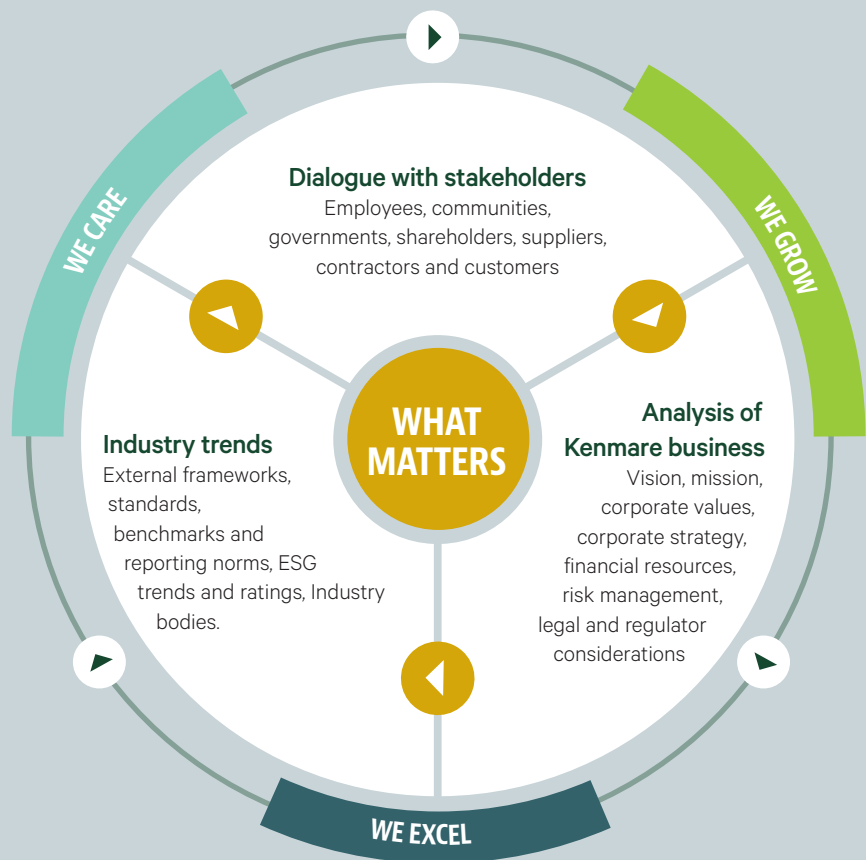 WE CARE
WE GROW
Dialogue with stakeholders
Employees, communities,
governments, shareholders, suppliers,
contractors and customers
WHAT
MATTERS
Industry trends
External frameworks,
standards,
benchmarks and
reporting norms, ESG
trends and ratings, Industry
bodies.
Analysis of
Kenmare business
Vision, mission,
corporate values,
corporate strategy,
financial resources,
risk management,
legal and regulator
considerations
WE EXCEL